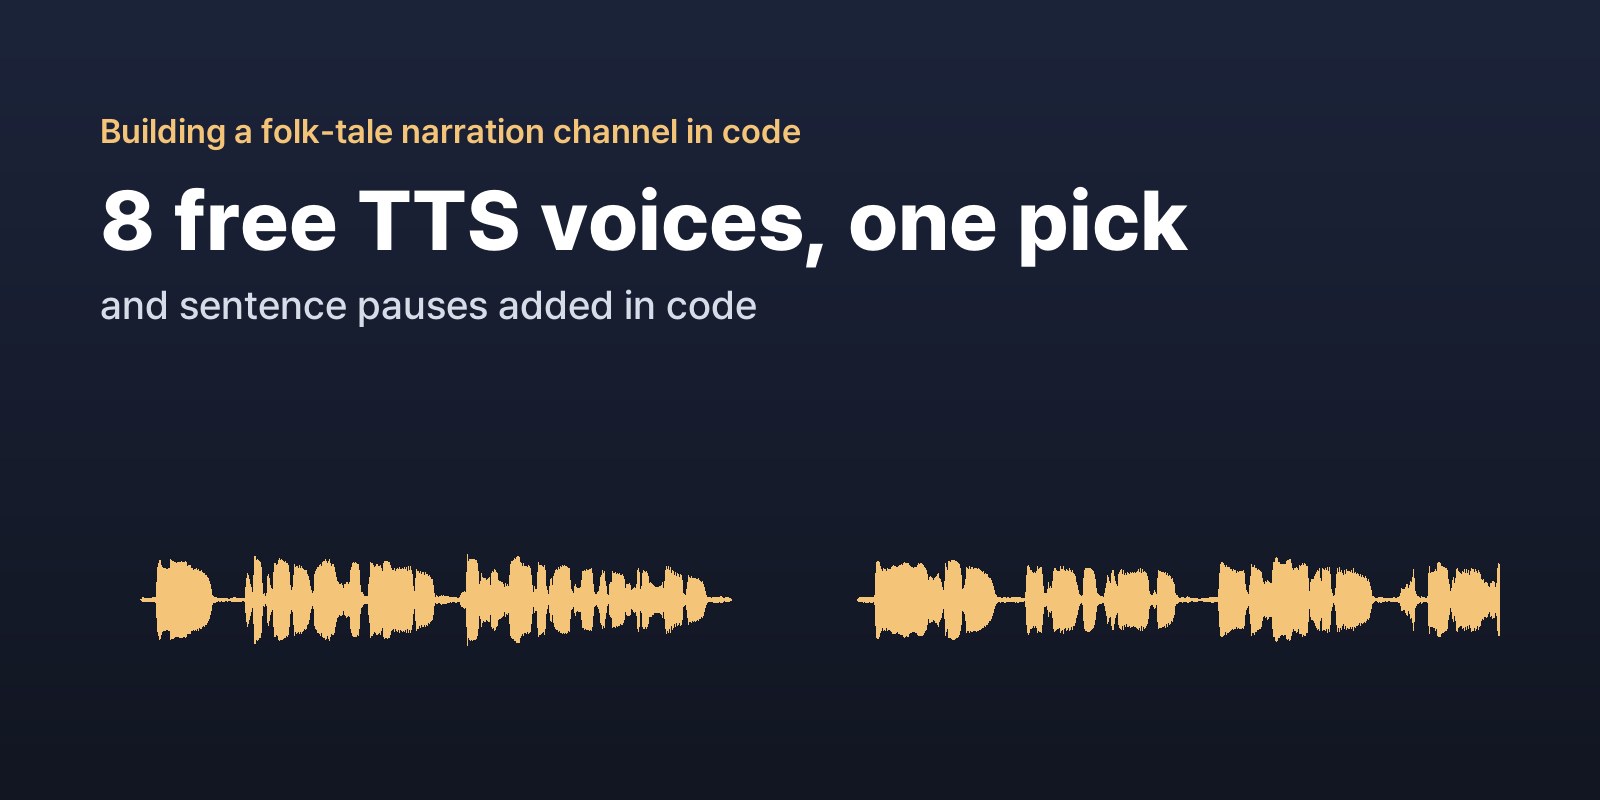 Building a folk-tale narration channel in code
8 free TTS voices, one pick
and sentence pauses added in code